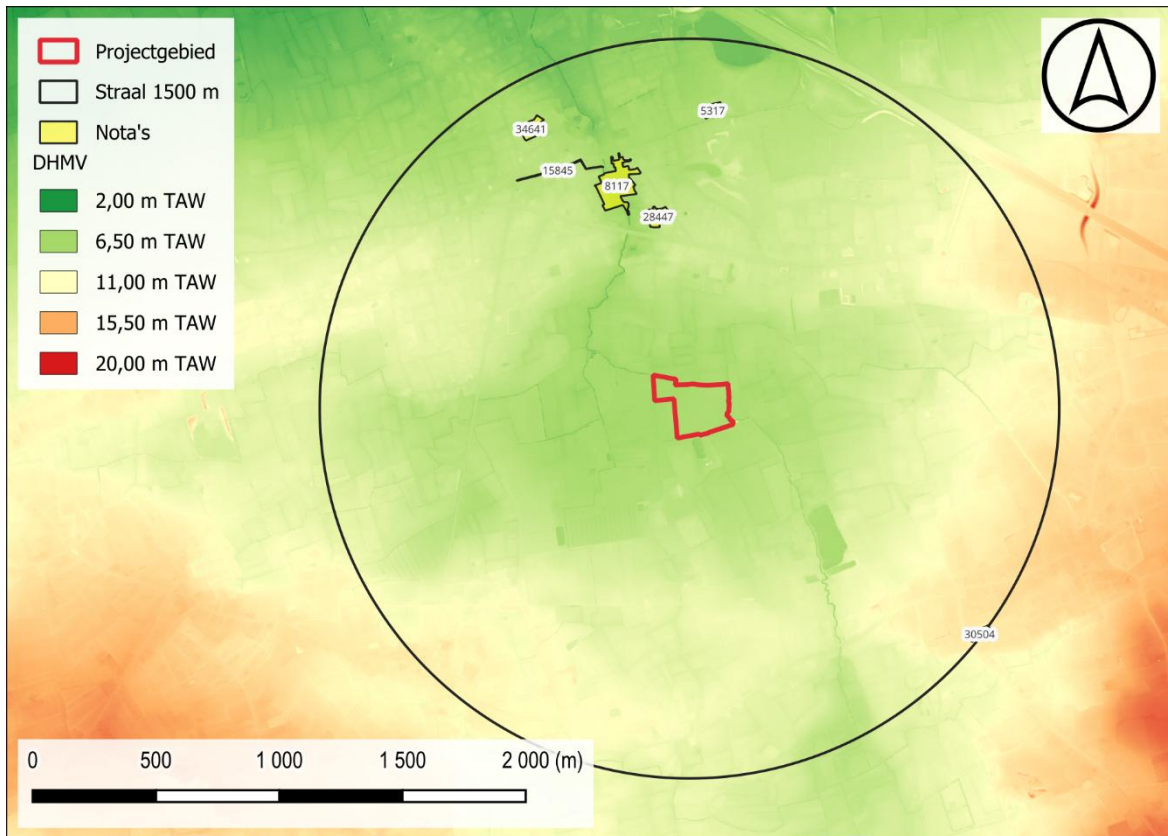 Projectgebied
Straal 1500 m
Nota's
DHMV
2,00 m TAW
6,50 m TAW
11,00 m TAW
15,50 m TAW
20,00 m TAW
5317
34641
15845
8117
28447
30504
0 500 1 000 1 500 2 000 (m)